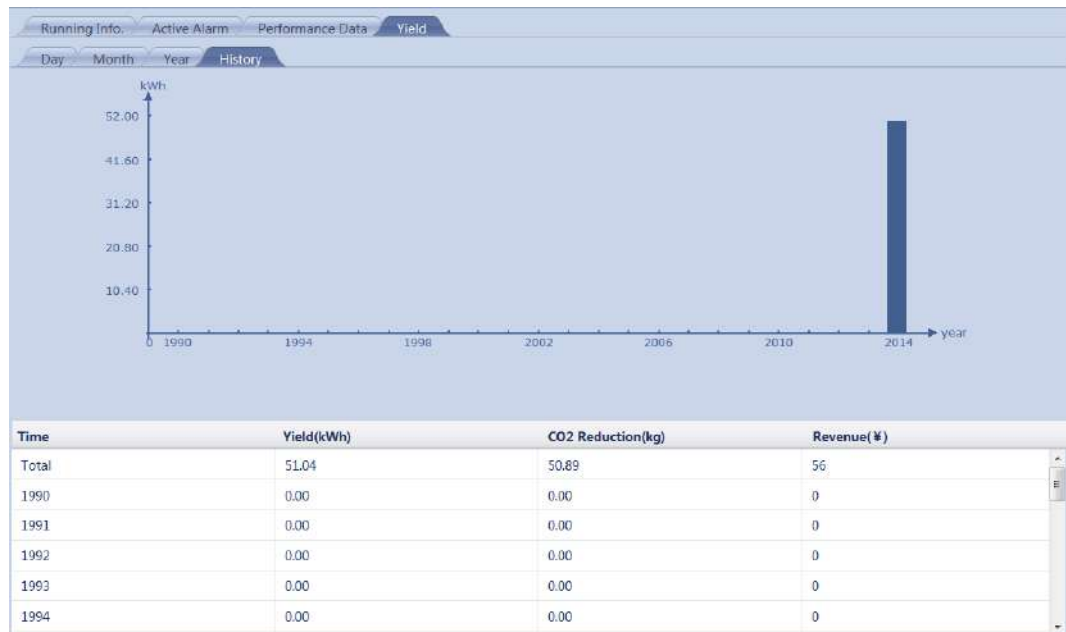 Running Info. Active Alarm Performance Data Yield
Day Month Year History
kWh
52.00
41.60
31.20
20.80
10.40
0 1990 1994 1998 2002 2006 2010 2014 year
Time Yield(kWh) CO2 Reduction(kg) Revenue(¥)
Total 51.04 50.89 56
1990 0.00 0.00 0
1991 0.00 0.00 0
1992 0.00 0.00 0
1993 0.00 0.00 0
1994 0.00 0.00 0